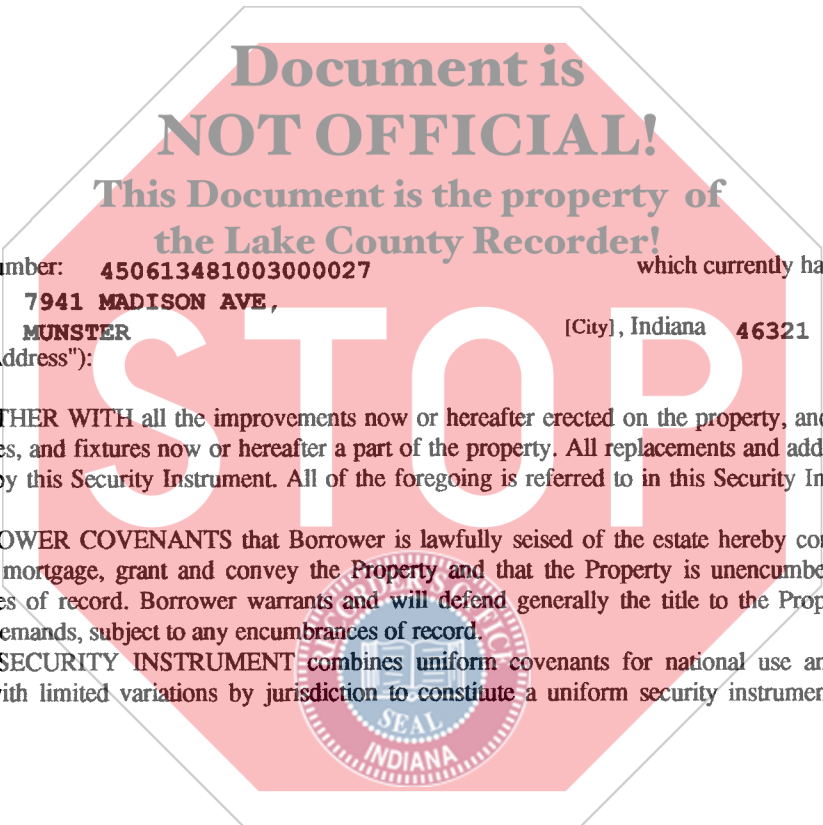 Document is
NOT OFFICIAL!
This Document is the property of
the Lake County Recorder!
mber: 450613481003000027 which currently ha
7941 MADISON AVE,
MUNSTER [City], Indiana 46321
ddress"):
STOP
THER WITH all the improvements now or hereafter erected on the property, and
es, and fixtures now or hereafter a part of the property. All replacements and add
by this Security Instrument. All of the foregoing is referred to in this Security In
OWER COVENANTS that Borrower is lawfully seised of the estate hereby co
mortgage, grant and convey the Property and that the Property is unencumbe
es of record. Borrower warrants and will defend generally the title to the Prop
emands, subject to any encumbrances of record.
SECURITY INSTRUMENT combines uniform covenants for national use an
with limited variations by jurisdiction to constitute a uniform security instrumen
RECORDER'S OFFIC
SEAL
INDIANA